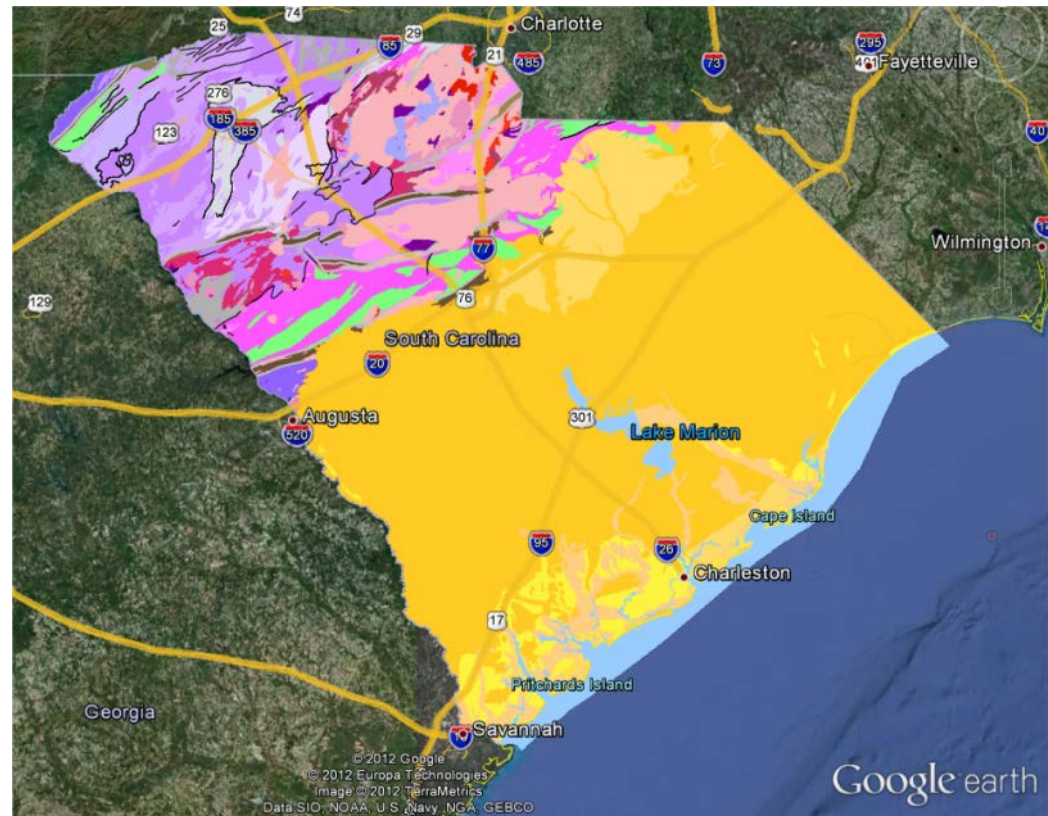 74
25
Charlotte
29
85
21
485
73
295
401
Fayetteville
276
185
385
123
40
Wilmington
77
129
76
South Carolina
20
301
Augusta
520
Lake Marion
Cape Island
95
26
Charleston
17
Pritchards Island
Georgia
Savannah
© 2012 Google
© 2012 Europa Technologies
Image © 2012 TerraMetrics
Data SIO, NOAA, U.S. Navy, NGA, GEBCO
Google earth